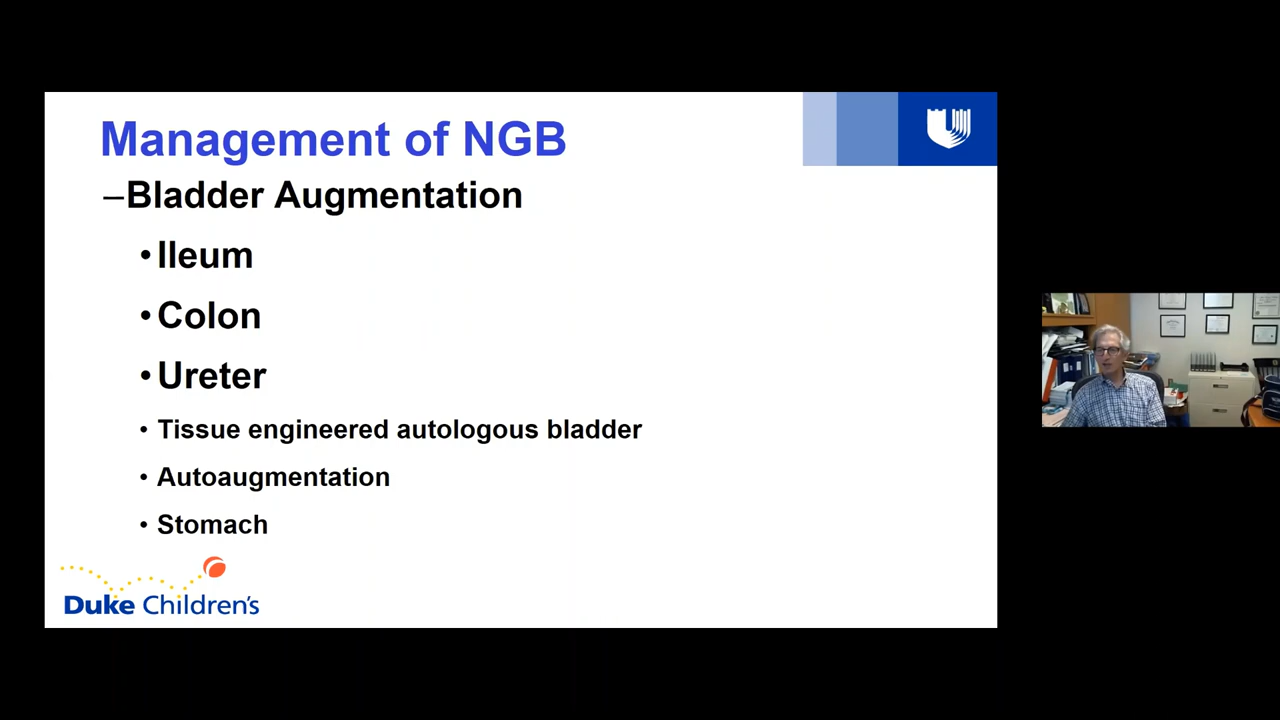 Management of NGB
–Bladder Augmentation
•Ileum
•Colon
•Ureter
• Tissue engineered autologous bladder
• Autoaugmentation
• Stomach
Duke Children's